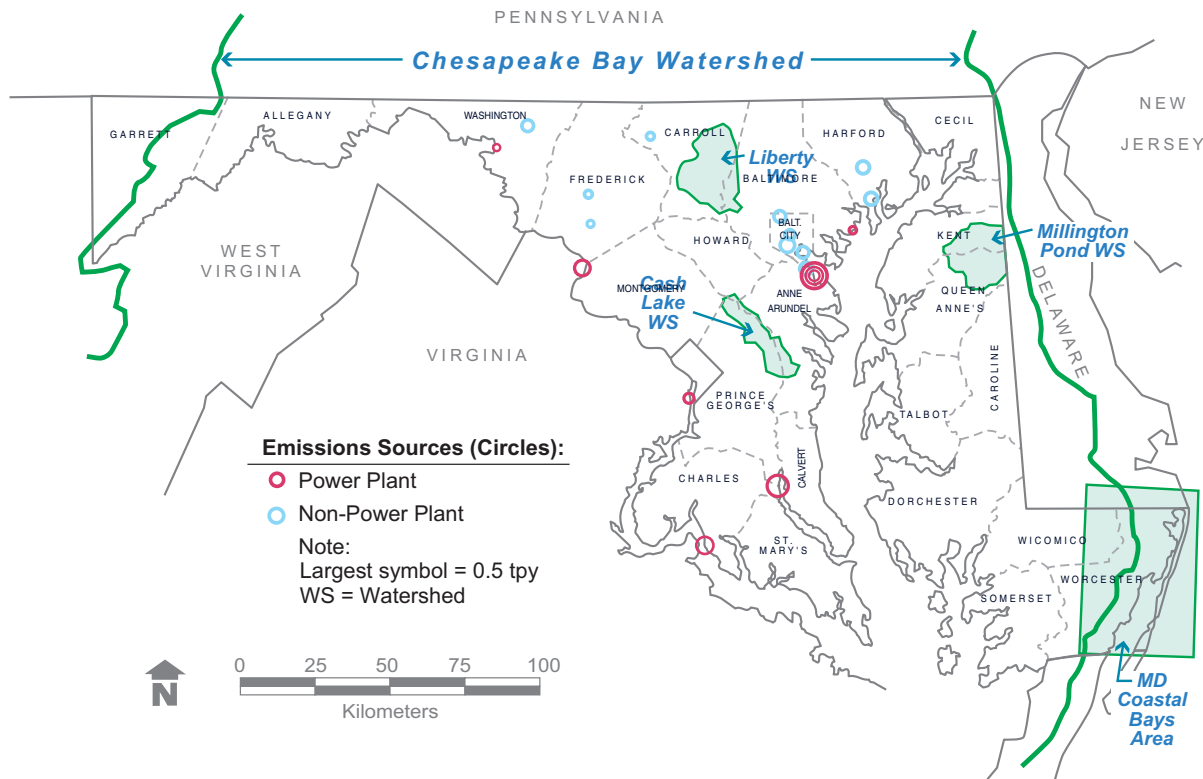 PENNSYLVANIA
Chesapeake Bay Watershed
NEW
JERSEY
GARRETT
ALLEGANY
WASHINGTON
CARROLL
HARFORD
CECIL
Liberty
WS
BALTIMORE
FREDERICK
BALT.
CITY
HOWARD
KENT
Millington
Pond WS
WEST
VIRGINIA
MONTGOMERY
Cash
Lake
WS
ANNE
ARUNDEL
QUEEN
ANNE'S
DELAWARE
VIRGINIA
CAROLINE
PRINCE
GEORGE'S
TALBOT
Emissions Sources (Circles):
Power Plant
Non-Power Plant
Note:
Largest symbol = 0.5 tpy
WS = Watershed
CHARLES
CALVERT
DORCHESTER
ST.
MARY'S
WICOMICO
WORCESTER
SOMERSET
N
0 25 50 75 100
Kilometers
MD
Coastal
Bays
Area